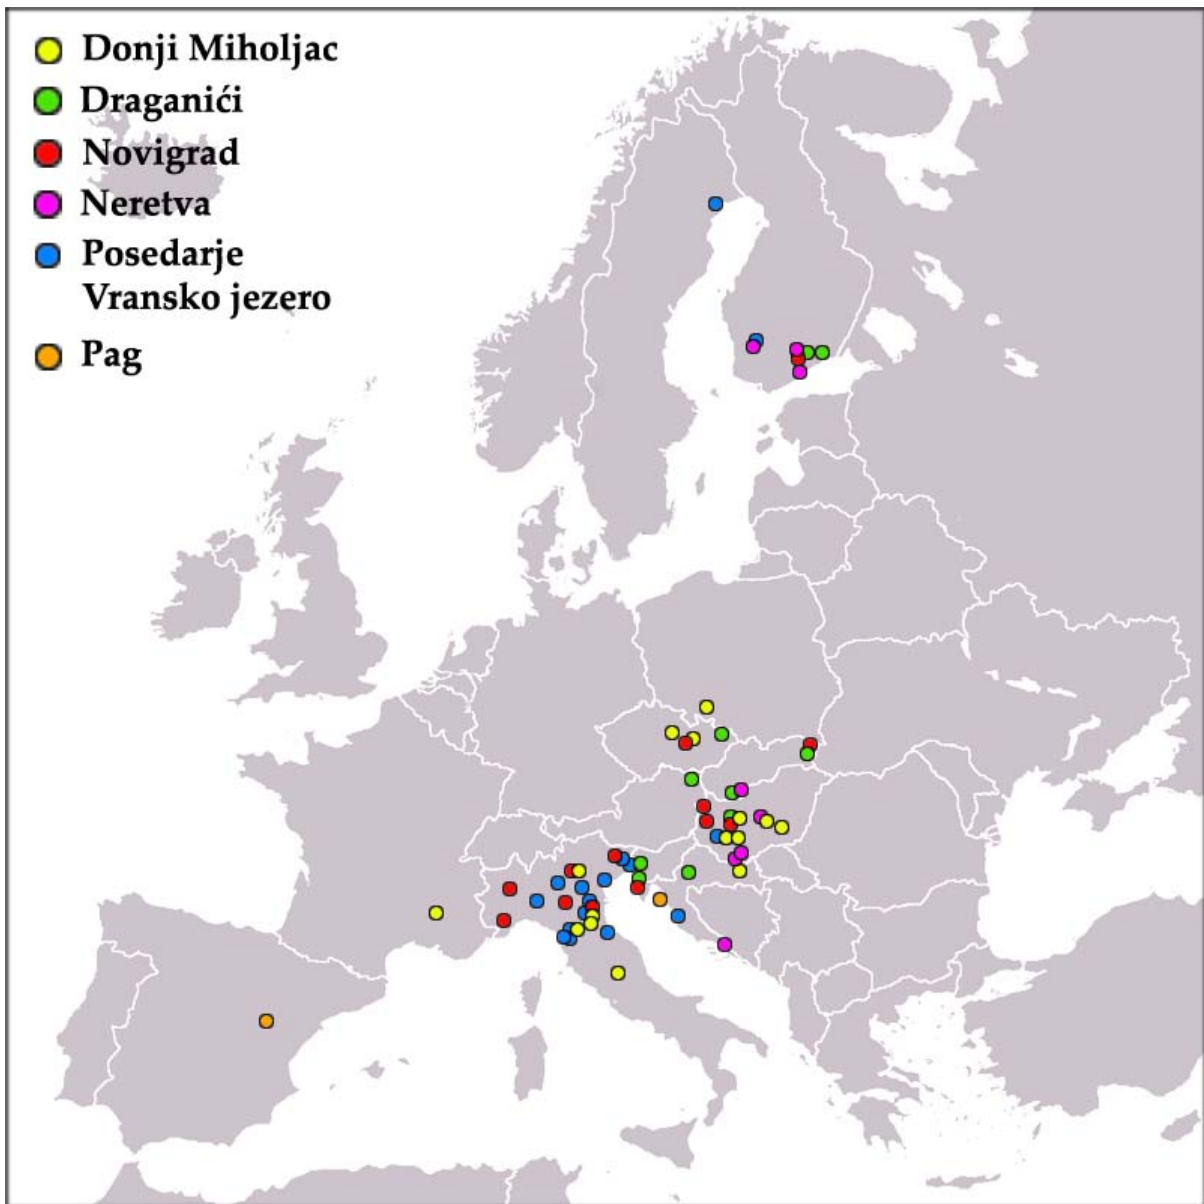 Donji Miholjac
Draganići
Novigrad
Neretva
Posedarje
Vransko jezero
Pag